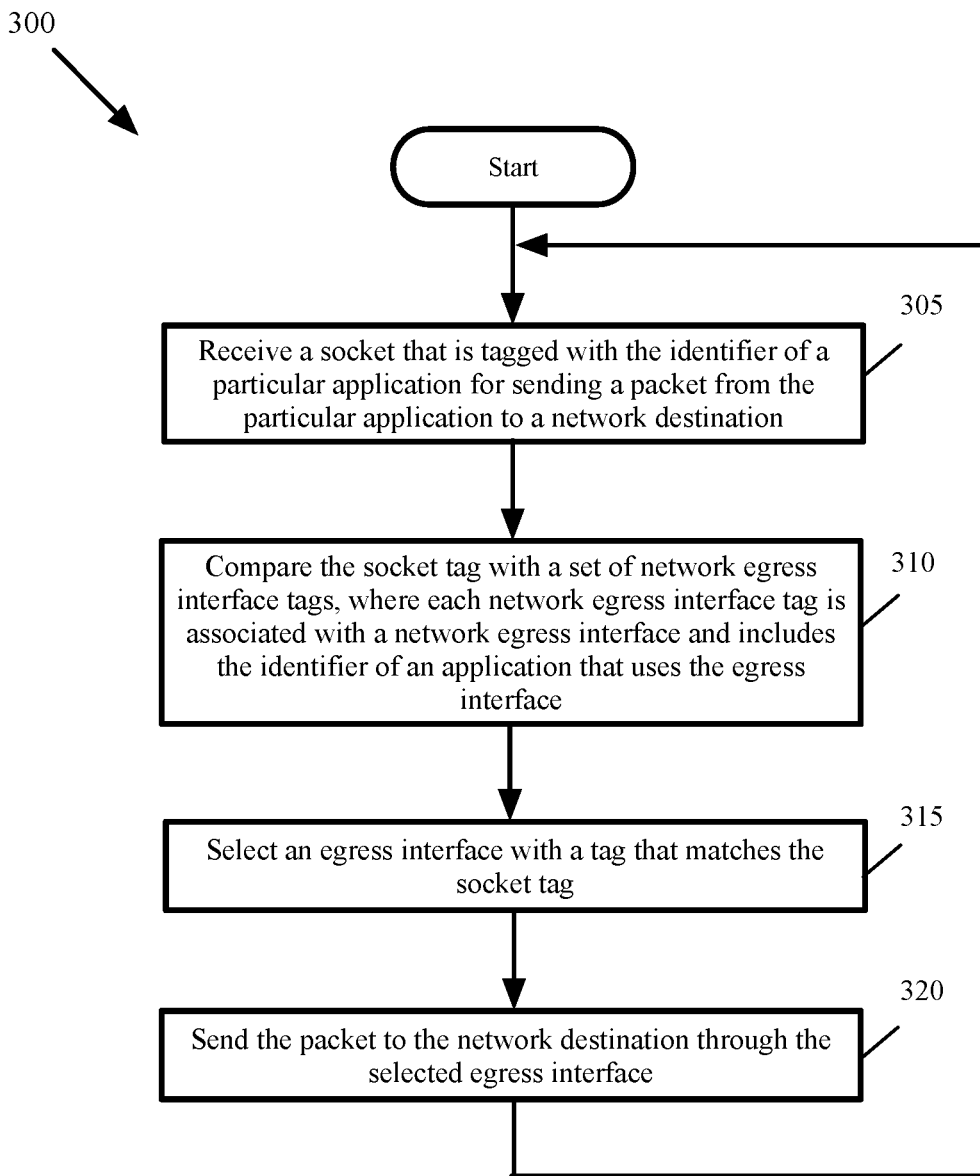 300
Start
305
Receive a socket that is tagged with the identifier of a
particular application for sending a packet from the
particular application to a network destination
310
Compare the socket tag with a set of network egress
interface tags, where each network egress interface tag is
associated with a network egress interface and includes
the identifier of an application that uses the egress
interface
315
Select an egress interface with a tag that matches the
socket tag
320
Send the packet to the network destination through the
selected egress interface